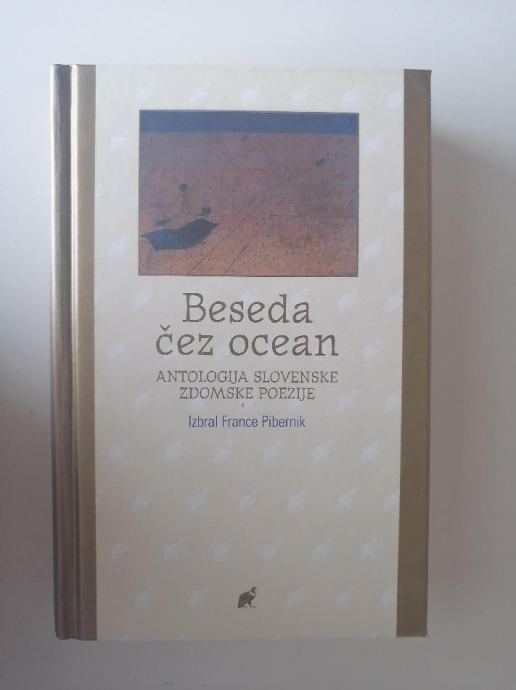 Beseda
čez ocean
ANTOLOGIJA SLOVENSKE
ZDOMSKE POEZIJE
Izbral France Pibernik